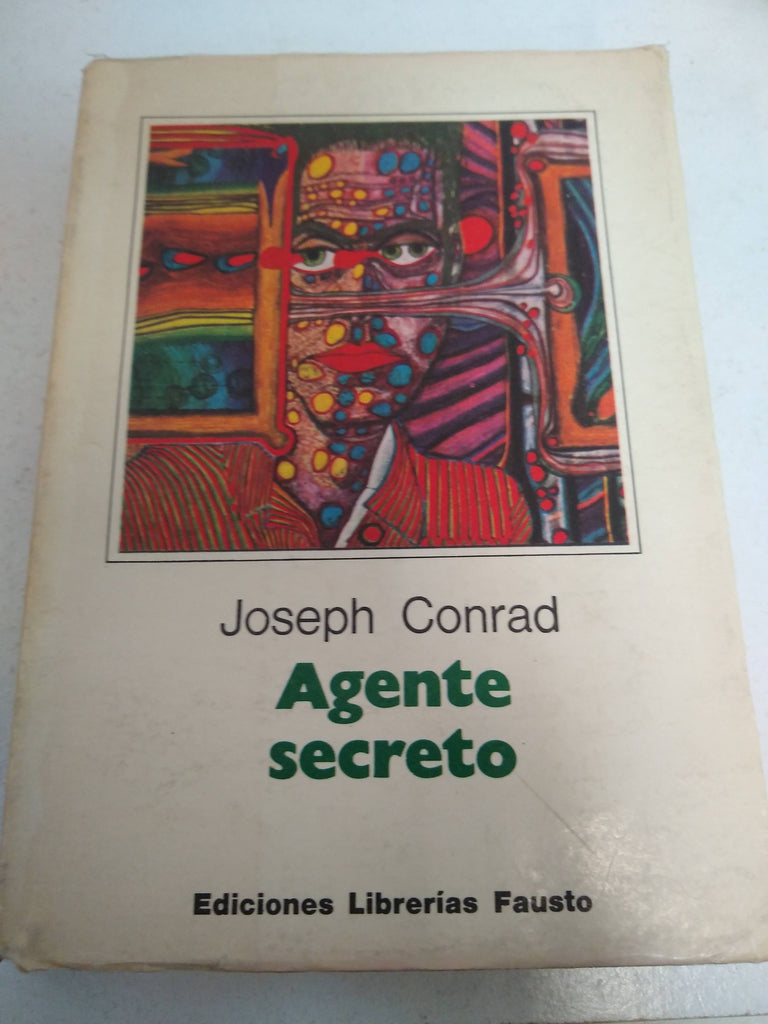 Joseph Conrad
Agente
secreto
Ediciones Librerías Fausto